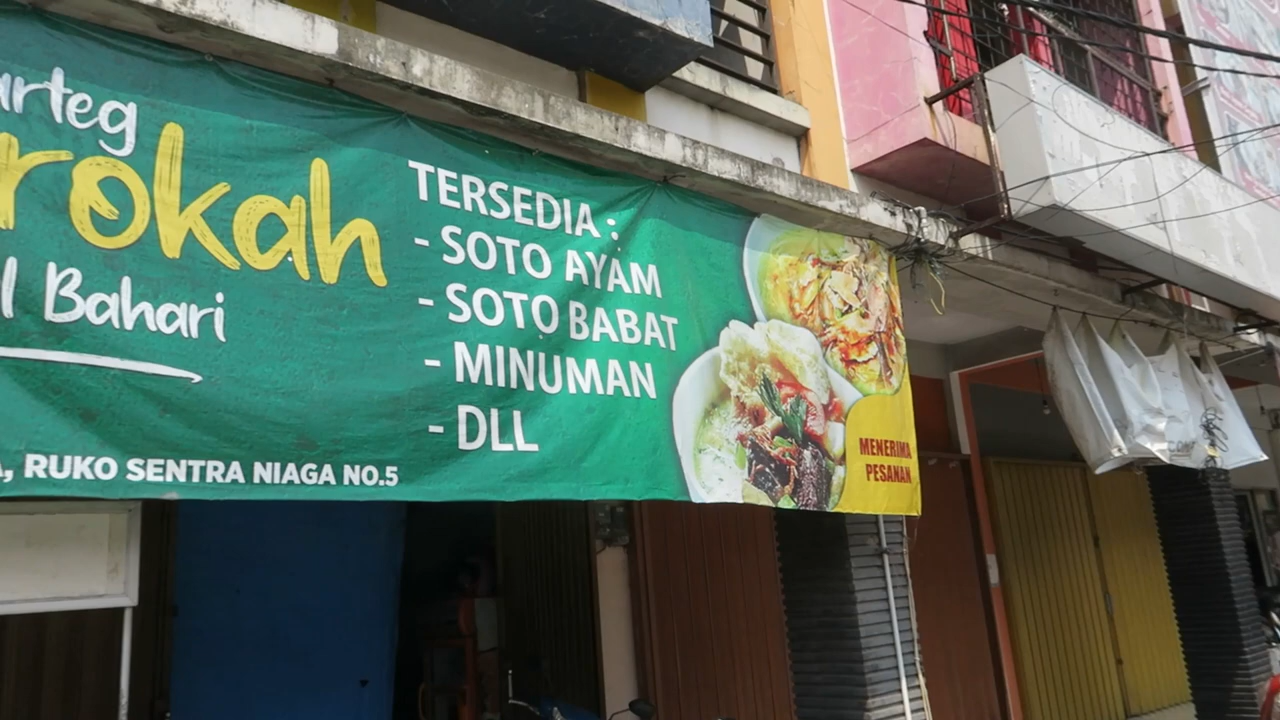 arteg
rokah
l Bahari
, RUKO SENTRA NIAGA NO.5
TERSEDIA :
- SOTO AYAM
- SOTO BABAT
- MINUMAN
- DLL
MENERIMA
PESANAN